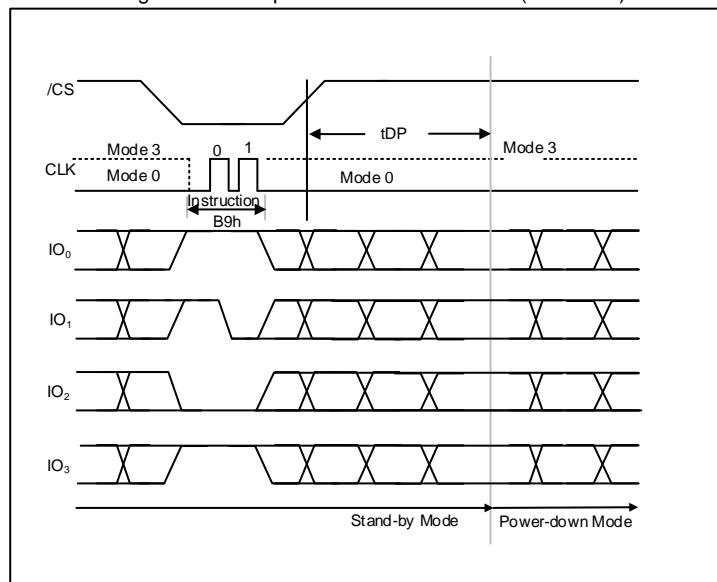 /CS
tDP
Mode 3
0
1
Mode 3
CLK
Mode 0
Mode 0
Instruction
B9h
IO0
IO1
IO2
IO3
Stand-by Mode
Power-down Mode